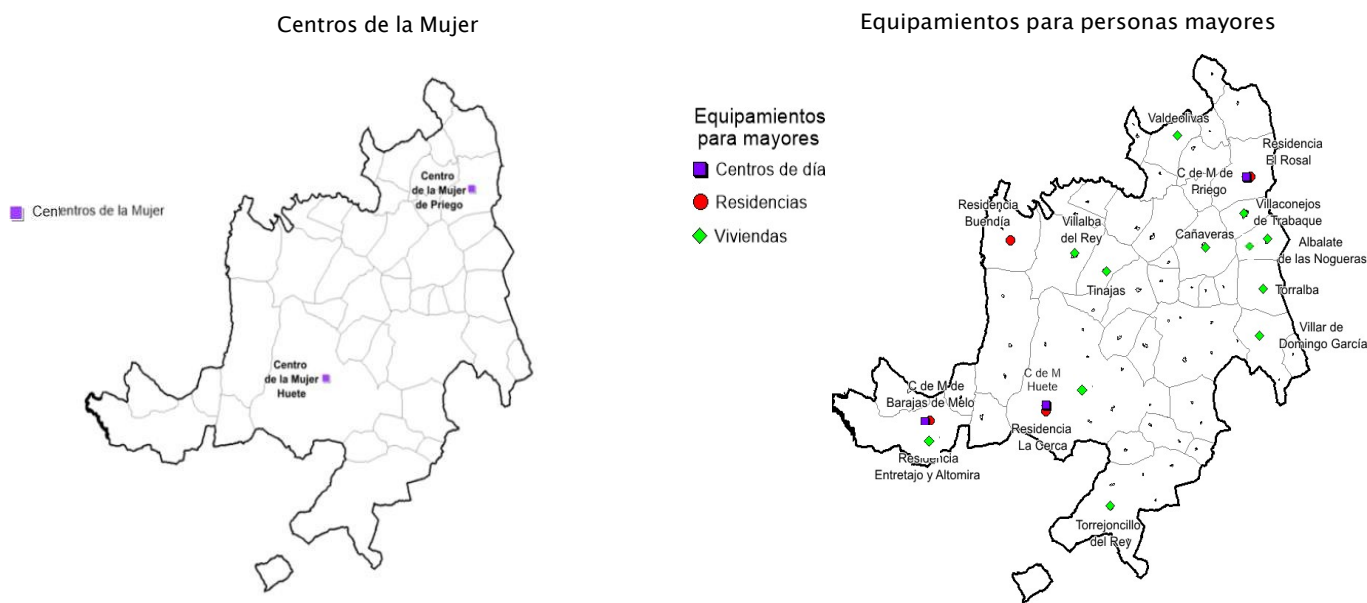 Centros de la Mujer
Centro
de la Mujer
de Priego
Centros de la Mujer
Centro
de la Mujer
Huete
Equipamientos para personas mayores
Equipamientos
para mayores
Centros de día
Residencias
Viviendas
Valdeolivas
Residencia
El Rosal
C de M de
Priego
Residencia
Buendía
Villalba
del Rey
Cañaveras
Villaconejos
de Trabaque
Albalate
de las Nogueras
Tinajas
Torralba
Villar de
Domingo García
C de M de
Barajas de Melo
C de M
Huete
Residencia
La Cerca
Residencia
Entretajo y Altomira
Torrejoncillo
del Rey